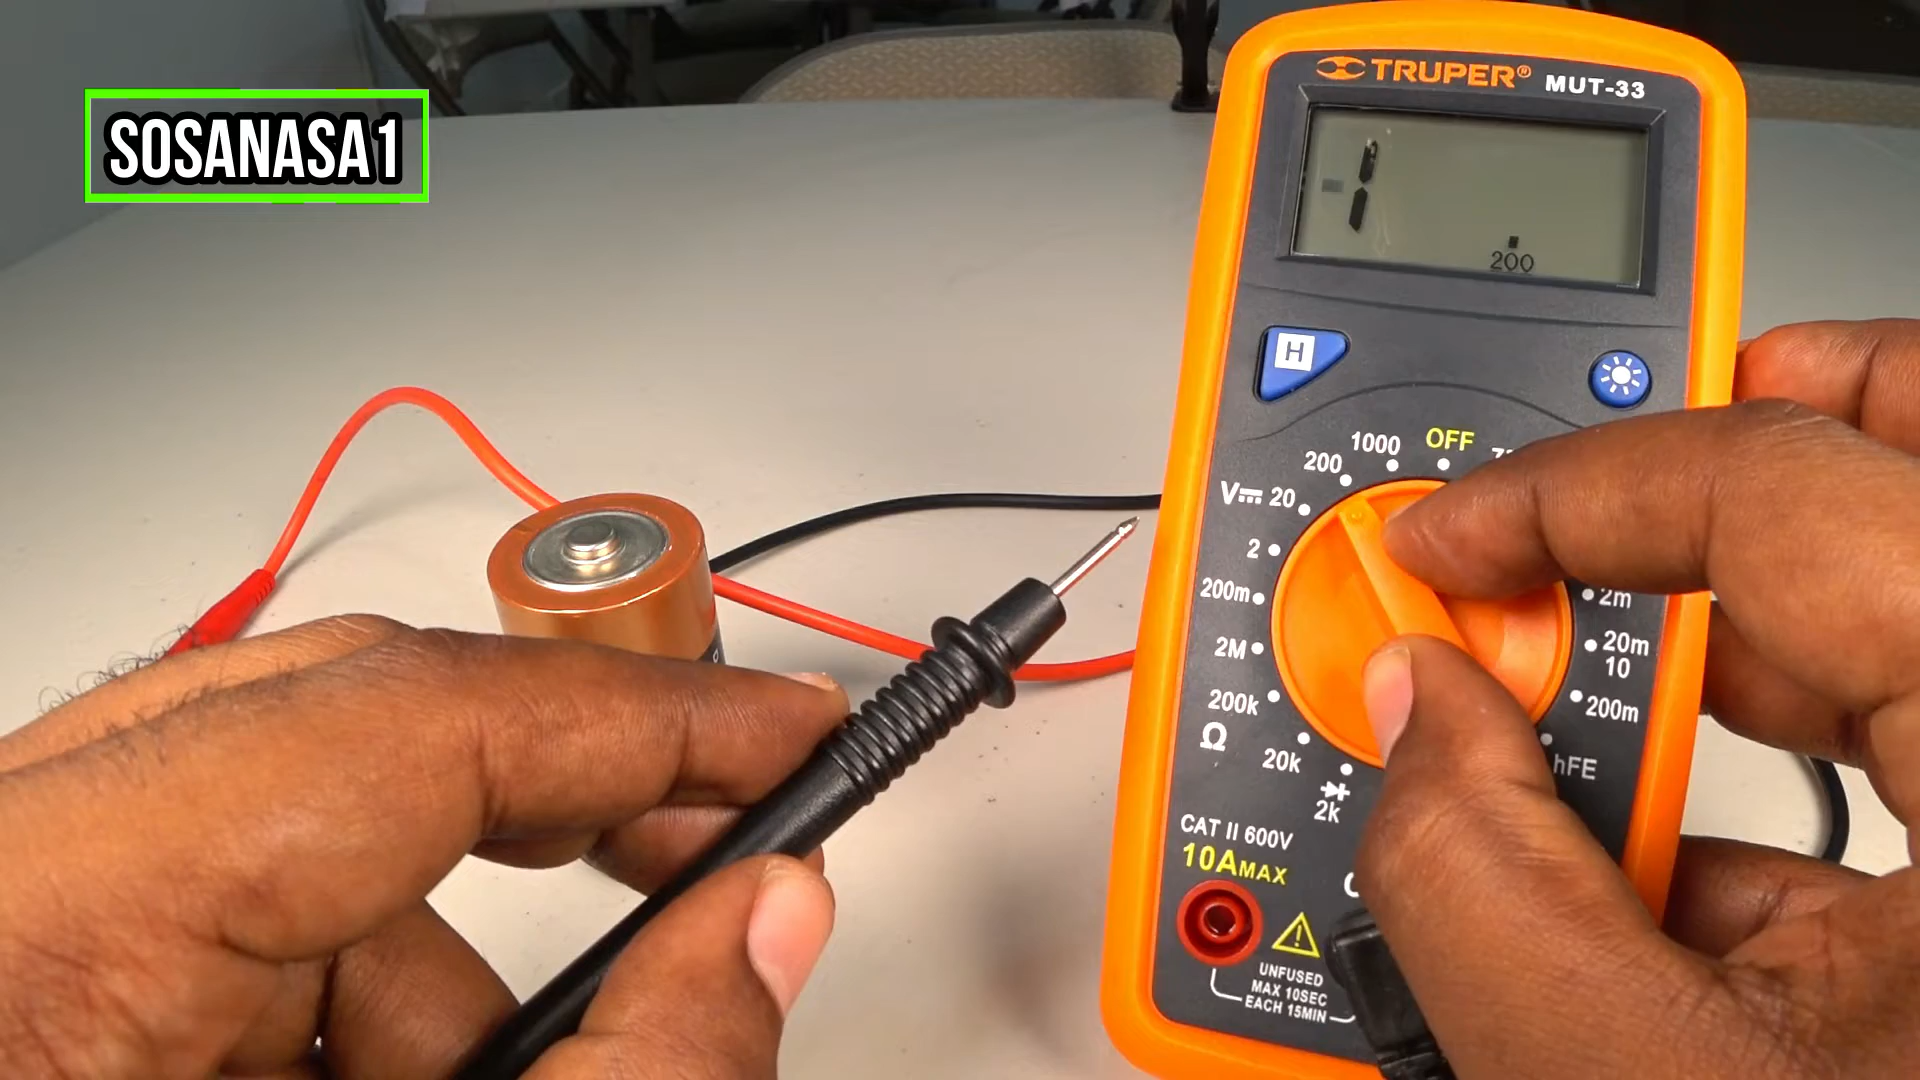 SOSANASA1
TRUPER® MUT-33
1
200
H
1000 OFF
200
V 20
2
200m
2m
2M
20m
10
200k
200m
Ω
20k
hFE
2k
CAT II 600V
10AMAX
UNFUSED
MAX 10SEC
EACH 15MIN